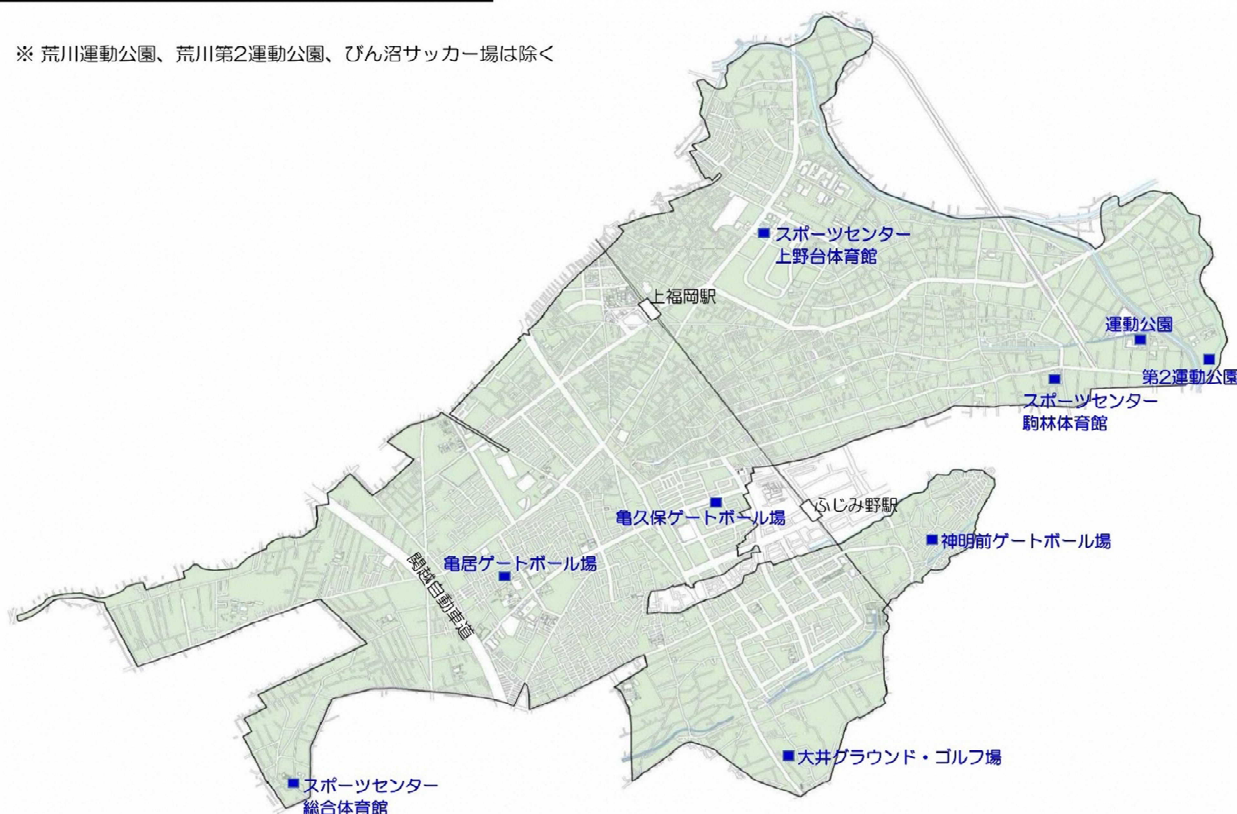 ※ 荒川運動公園、荒川第2運動公園、びん沼サッカー場は除く
スポーツセンター
上野台体育館
上福岡駅
運動公園
第2運動公園
スポーツセンター
駒林体育館
亀久保ゲートボール場
ふじみ野駅
神明前ゲートボール場
亀居ゲートボール場
関越自動車道
大井グラウンド・ゴルフ場
スポーツセンター
総合体育館